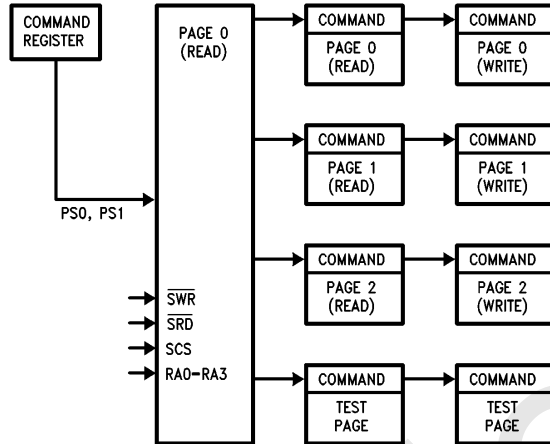 COMMAND
REGISTER
PS0, PS1
PAGE 0
(READ)
S̅W̅R̅
S̅R̅D̅
SCS
RA0–RA3
COMMAND
PAGE 0
(READ)
COMMAND
PAGE 0
(WRITE)
COMMAND
PAGE 1
(READ)
COMMAND
PAGE 1
(WRITE)
COMMAND
PAGE 2
(READ)
COMMAND
PAGE 2
(WRITE)
COMMAND
TEST
PAGE
COMMAND
TEST
PAGE